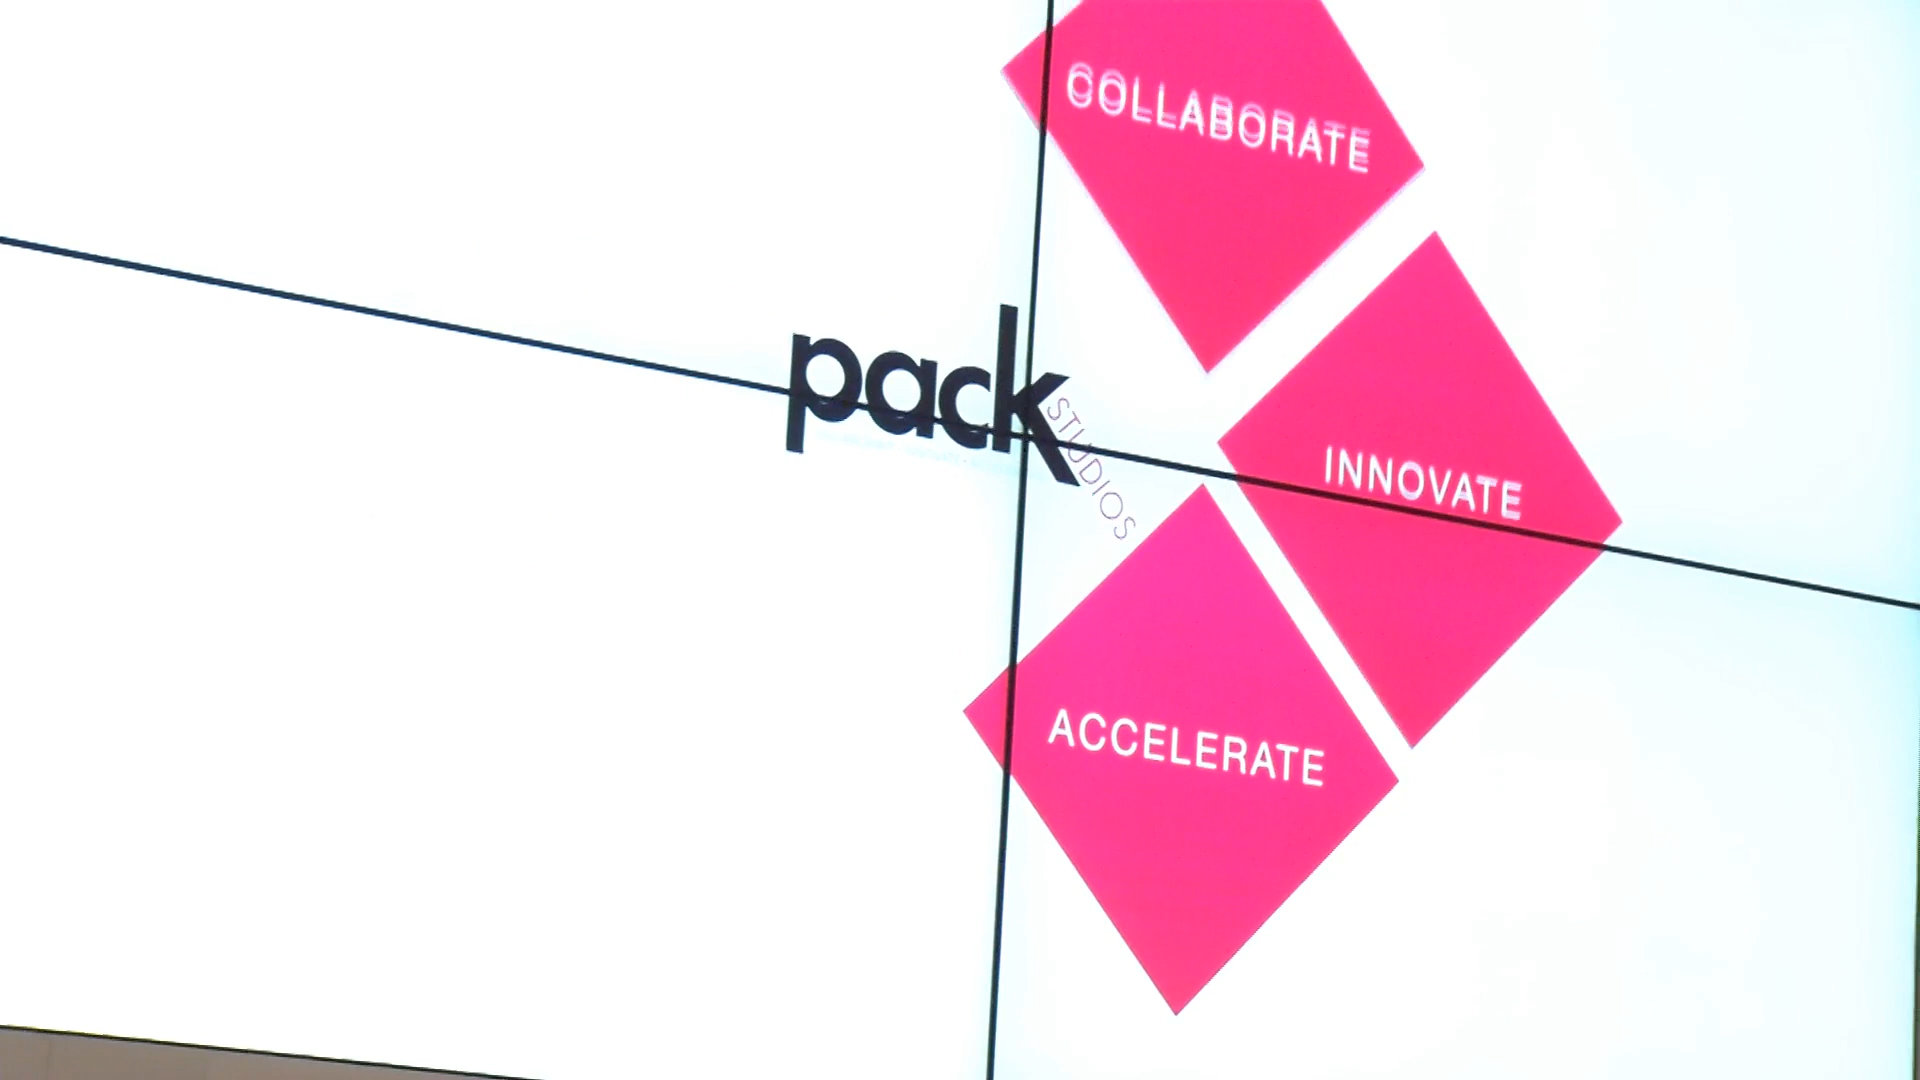 COLLABORATE
pack
STUDIOS
INNOVATE
ACCELERATE